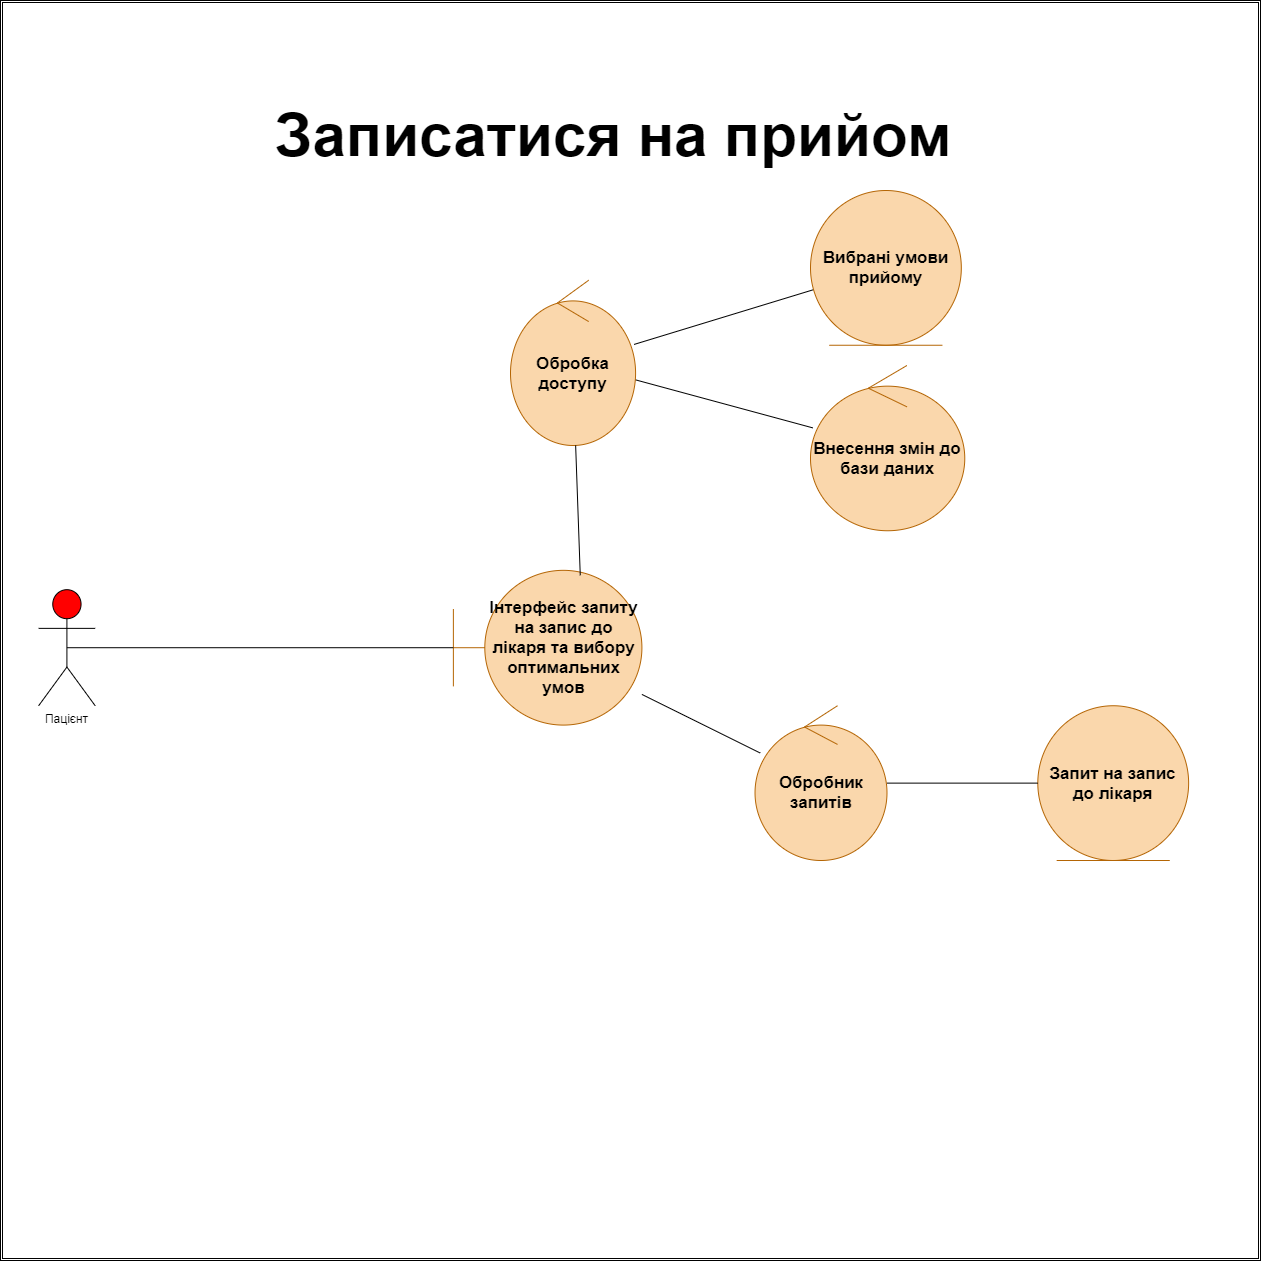 Записатися на прийом
Вибрані умови
прийому
Обробка
доступу
Внесення змін до
бази даних
Інтерфейс запиту
на запис до
лікаря та вибору
оптимальних
умов
Пацієнт
Обробник
запитів
Запит на запис
до лікаря